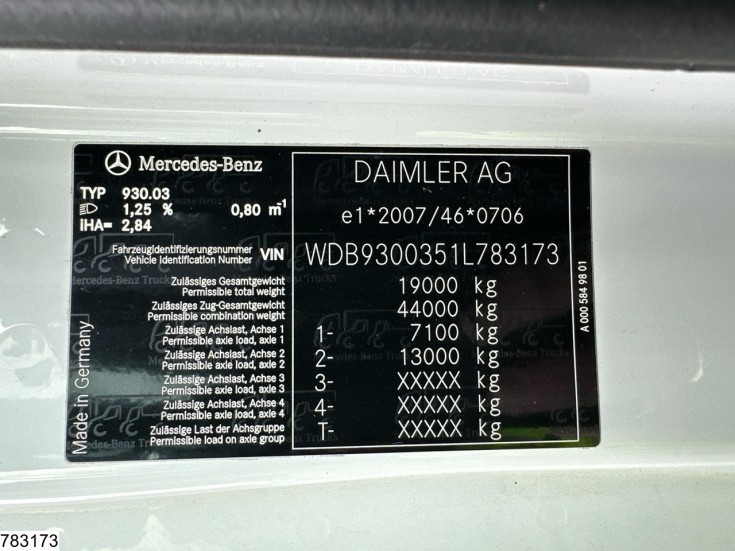 Mercedes-Benz
TYP 930.03
1,25 % 0,80 m⁻¹
iHA= 2,84
DAIMLER AG
e1*2007/46*0706
Fahrzeugidentifizierungsnummer
Vehicle Identification Number VIN WDB9300351L783173
Zulässiges Gesamtgewicht
Permissible total weight 19000 kg
Zulässiges Zug-Gesamtgewicht
Permissible combination weight 44000 kg
Zulässige Achslast, Achse 1
Permissible axle load, axle 1 1- 7100 kg
Zulässige Achslast, Achse 2
Permissible axle load, axle 2 2- 13000 kg
Zulässige Achslast, Achse 3
Permissible axle load, axle 3 3- XXXXX kg
Zulässige Achslast, Achse 4
Permissible axle load, axle 4 4- XXXXX kg
Zulässige Last der Achsgruppe
Permissible load on axle group T- XXXXX kg
Made in Germany
A 000 584 98 01
783173